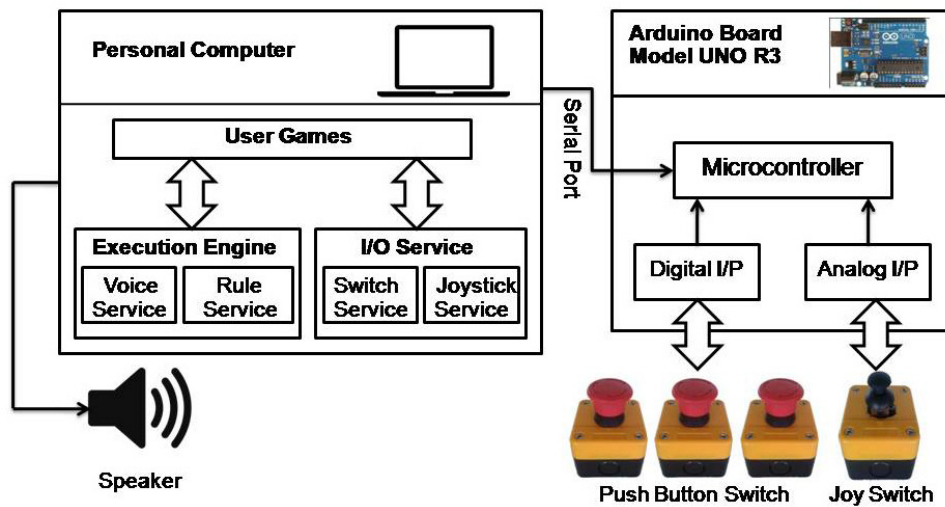 Personal Computer
User Games
Execution Engine
Voice
Service
Rule
Service
I/O Service
Switch
Service
Joystick
Service
Speaker
Serial Port
Arduino Board
Model UNO R3
UNO
Microcontroller
Digital I/P
Analog I/P
Push Button Switch
Joy Switch